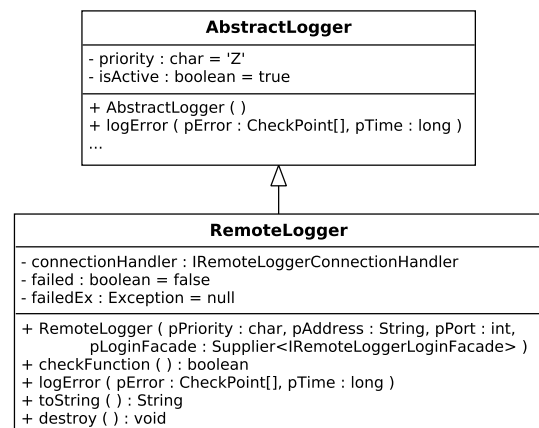 AbstractLogger
- priority : char = 'Z'
- isActive : boolean = true
+ AbstractLogger ( )
+ logError ( pError : CheckPoint[], pTime : long )
...
RemoteLogger
- connectionHandler : IRemoteLoggerConnectionHandler
- failed : boolean = false
- failedEx : Exception = null
+ RemoteLogger ( pPriority : char, pAddress : String, pPort : int,
pLoginFacade : Supplier<IRemoteLoggerLoginFacade> )
+ checkFunction ( ) : boolean
+ logError ( pError : CheckPoint[], pTime : long )
+ toString ( ) : String
+ destroy ( ) : void